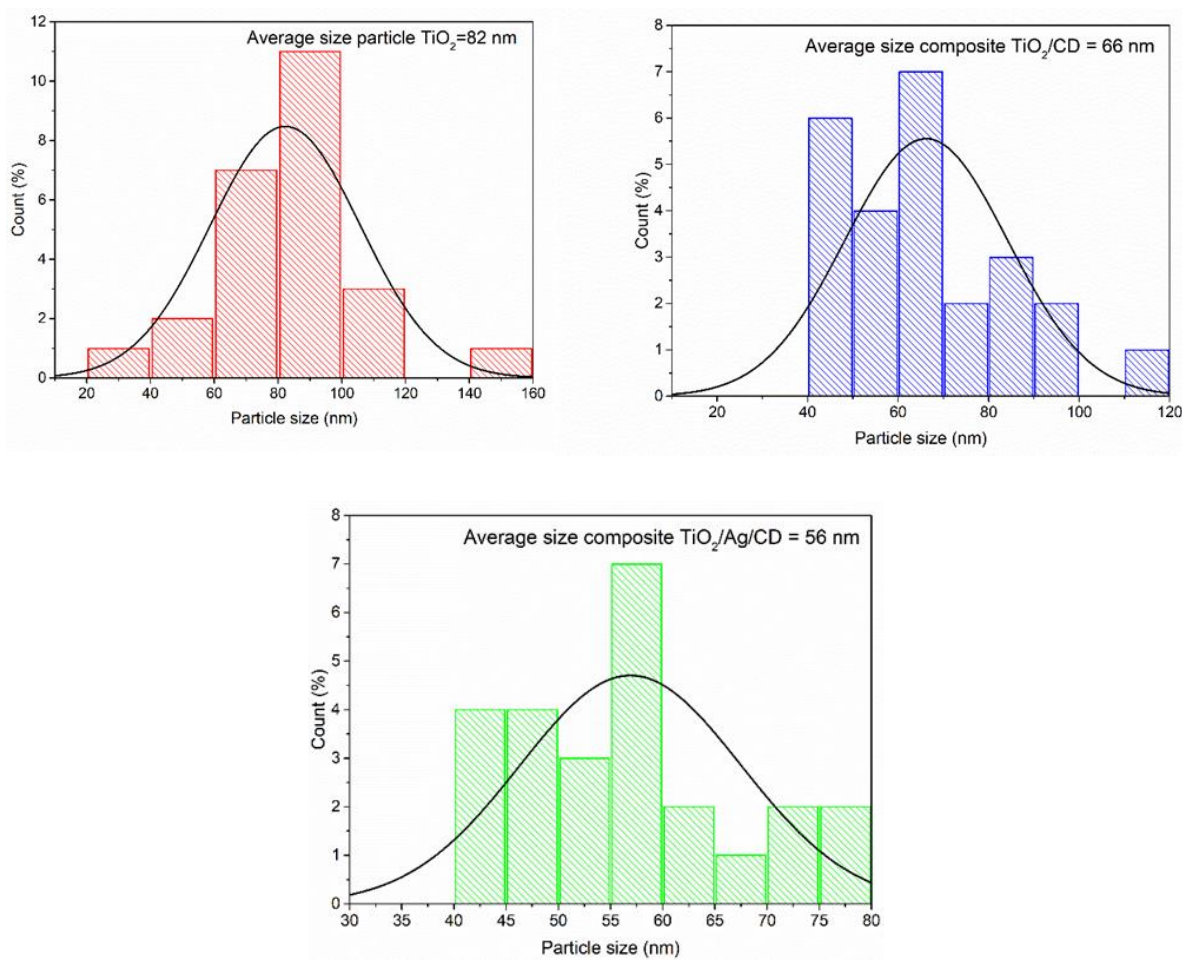 Average size particle TiO₂=82 nm
12
10
8
6
4
2
0
Count (%)
20 40 60 80 100 120 140 160
Particle size (nm)
Average size composite TiO₂/CD = 66 nm
8
7
6
5
4
3
2
1
0
Count (%)
20 40 60 80 100 120
Particle size (nm)
Average size composite TiO₂/Ag/CD = 56 nm
8
7
6
5
4
3
2
1
0
Count (%)
30 35 40 45 50 55 60 65 70 75 80
Particle size (nm)